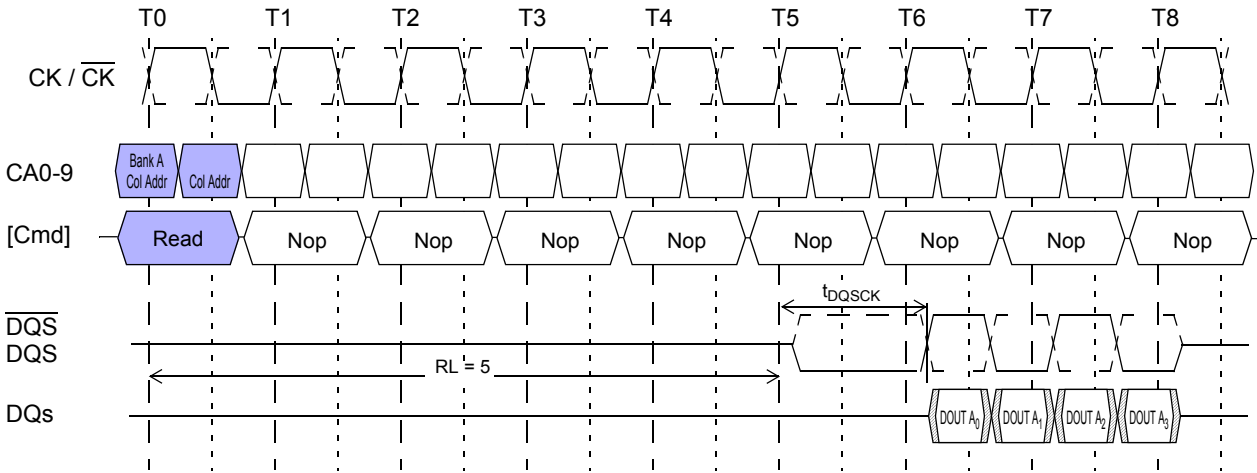 T0 T1 T2 T3 T4 T5 T6 T7 T8
CK / C̅K̅
CA0-9
Bank A
Col Addr
Col Addr
[Cmd] Read Nop Nop Nop Nop Nop Nop Nop Nop
tDQSCK
D̅Q̅S̅
DQS
RL = 5
DQs DOUT A0 DOUT A1 DOUT A2 DOUT A3